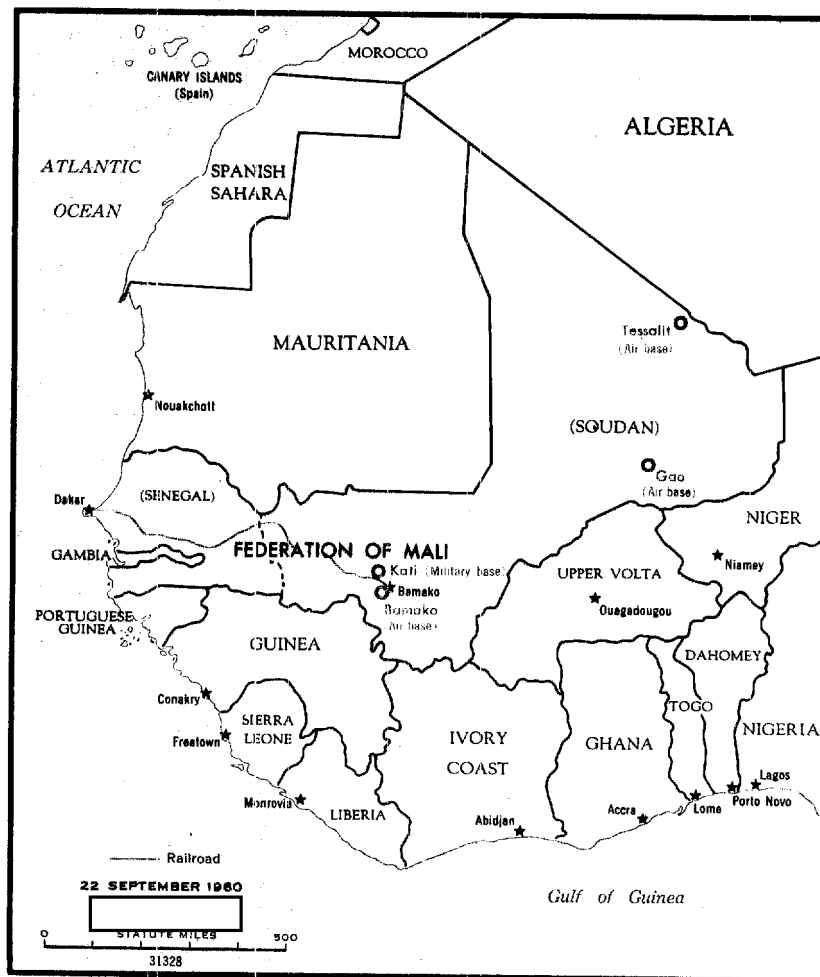 MOROCCO
CANARY ISLANDS
(Spain)
ALGERIA
ATLANTIC
OCEAN
SPANISH
SAHARA
MAURITANIA
Tessalit
(Air base)
Nouakchott
(SOUDAN)
Gao
(Air base)
Dakar
(SENEGAL)
NIGER
GAMBIA
FEDERATION OF MALI
Niamey
Kati (Military base)
UPPER VOLTA
Bamako
Bamako
(Air base)
Ouagadougou
PORTUGUESE
GUINEA
GUINEA
DAHOMEY
Conakry
TOGO
SIERRA
LEONE
NIGERIA
IVORY
COAST
GHANA
Freetown
Lagos
Monrovia
LIBERIA
Abidjan
Accra
Lome
Porto Novo
Railroad
22 SEPTEMBER 1960
Gulf of Guinea
0
STATUTE MILES
500
31328